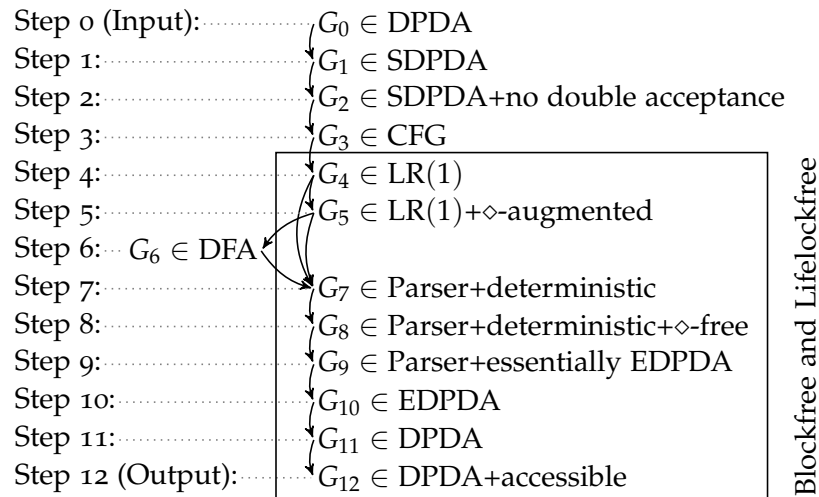 Step 0 (Input): G₀ ∈ DPDA
Step 1: G₁ ∈ SDPDA
Step 2: G₂ ∈ SDPDA+no double acceptance
Step 3: G₃ ∈ CFG
Step 4: G₄ ∈ LR(1)
Step 5: G₅ ∈ LR(1)+⋄-augmented
Step 6: G₆ ∈ DFA
Step 7: G₇ ∈ Parser+deterministic
Step 8: G₈ ∈ Parser+deterministic+⋄-free
Step 9: G₉ ∈ Parser+essentially EDPDA
Step 10: G₁₀ ∈ EDPDA
Step 11: G₁₁ ∈ DPDA
Step 12 (Output): G₁₂ ∈ DPDA+accessible
Blockfree and Lifelockfree